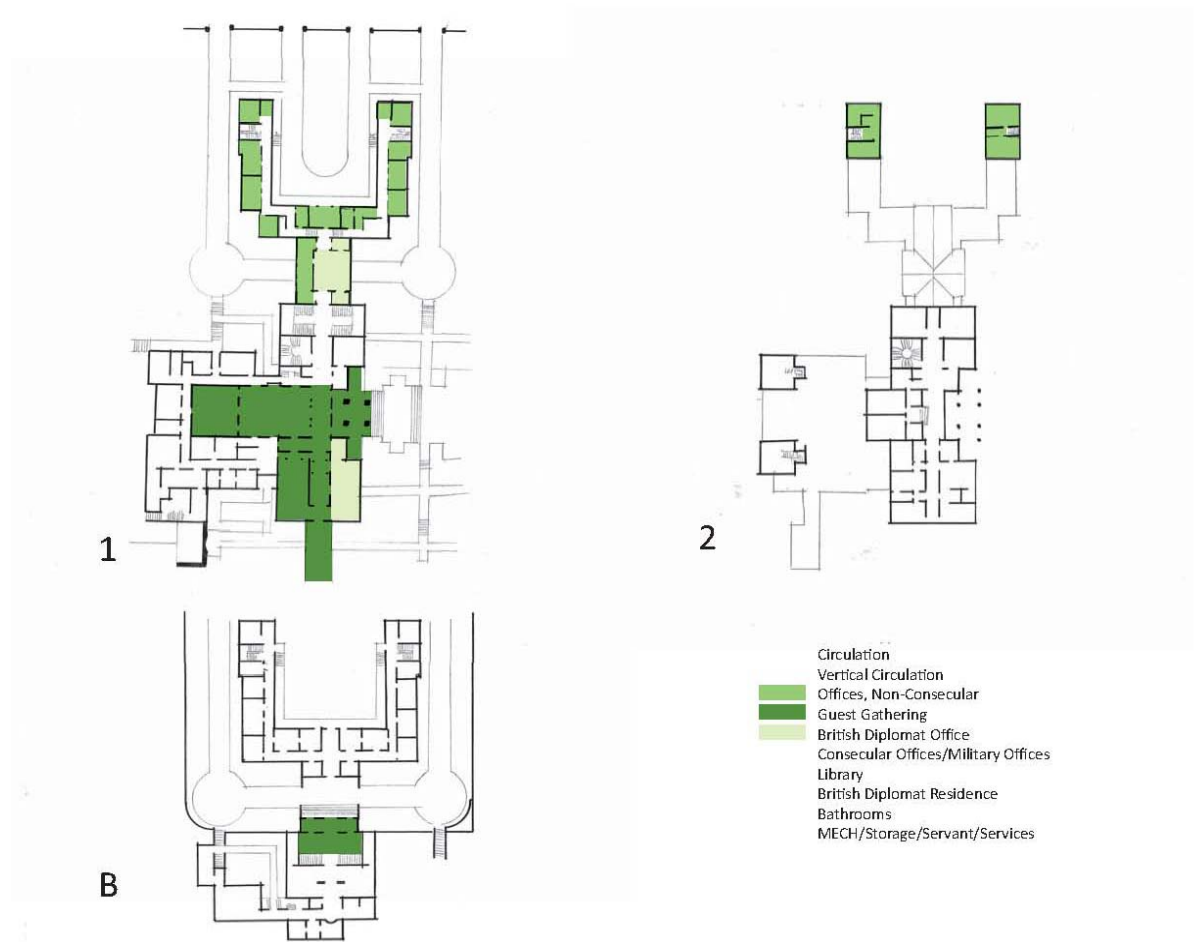 1
2
B
Circulation
Vertical Circulation
Offices, Non-Consecular
Guest Gathering
British Diplomat Office
Consecular Offices/Military Offices
Library
British Diplomat Residence
Bathrooms
MECH/Storage/Servant/Services